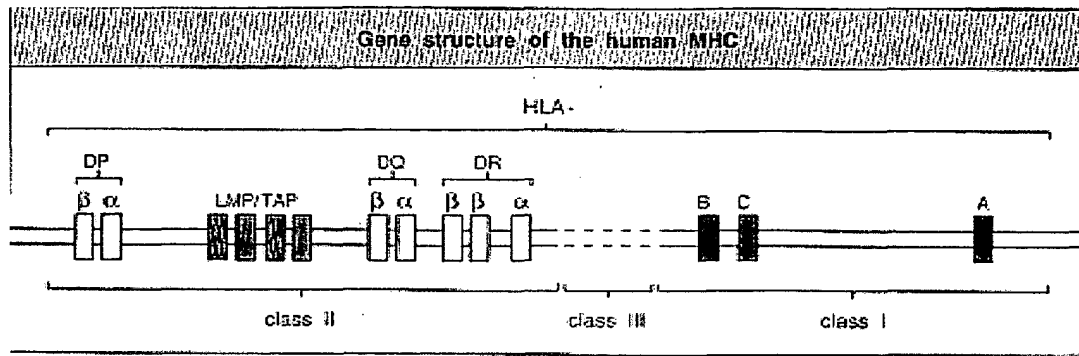 Gene structure of the human MHC
HLA-
DP DQ DR
β α LMP/TAP β α β β α B C A
class II class III class I